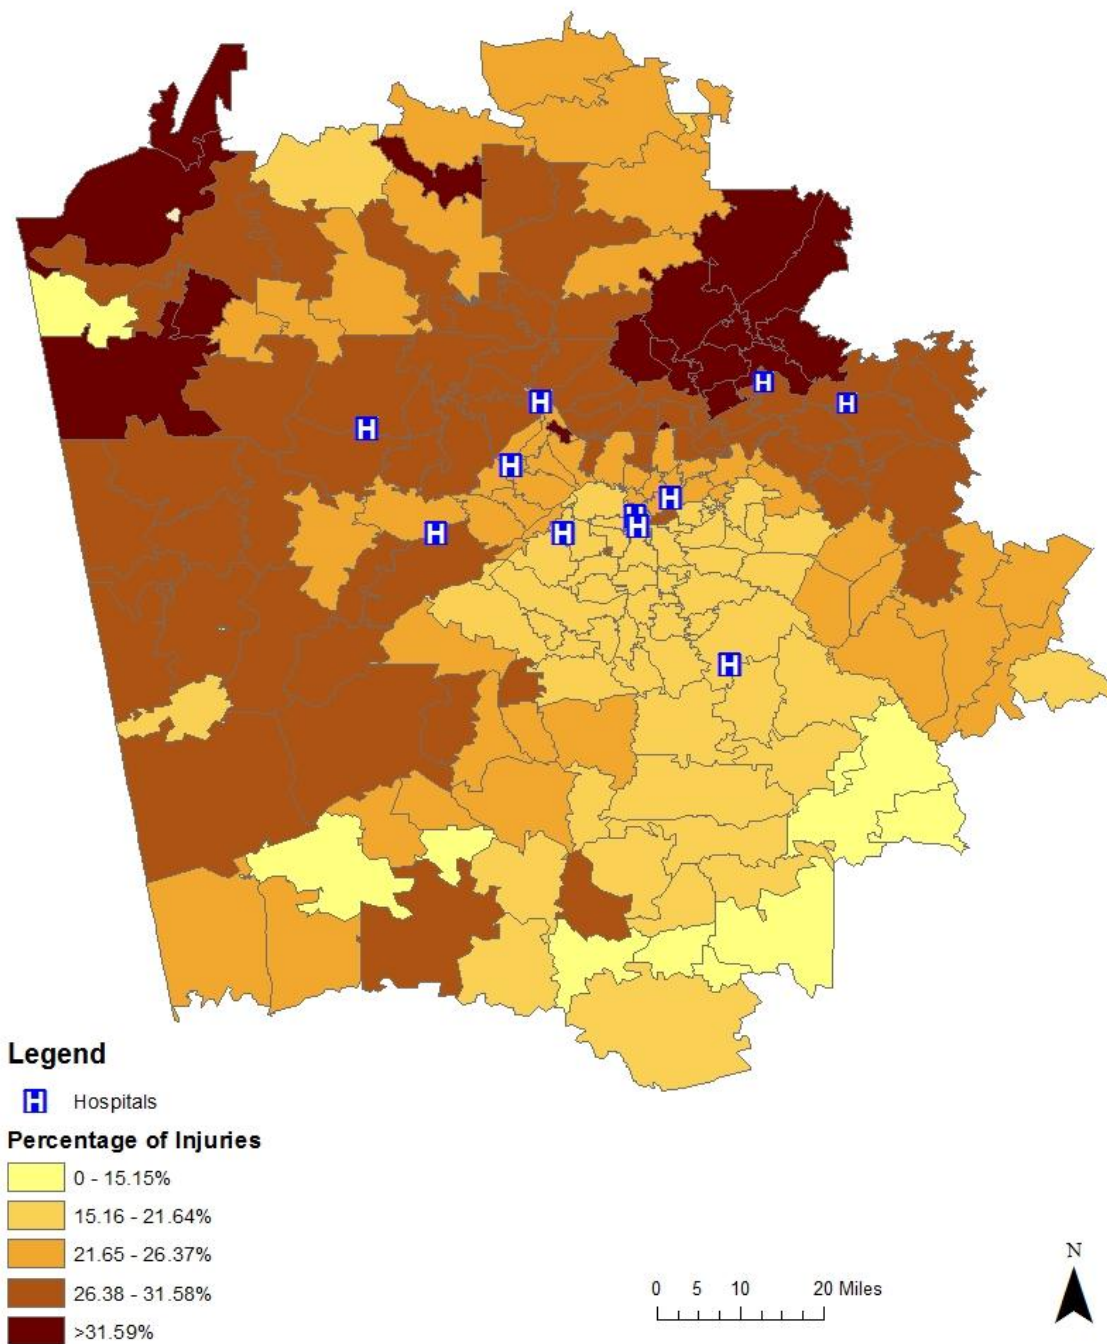 H
H
H
H
H
H
H
H
H
H
H
Legend
H Hospitals
Percentage of Injuries
0 - 15.15%
15.16 - 21.64%
21.65 - 26.37%
26.38 - 31.58%
>31.59%
0 5 10 20 Miles
N